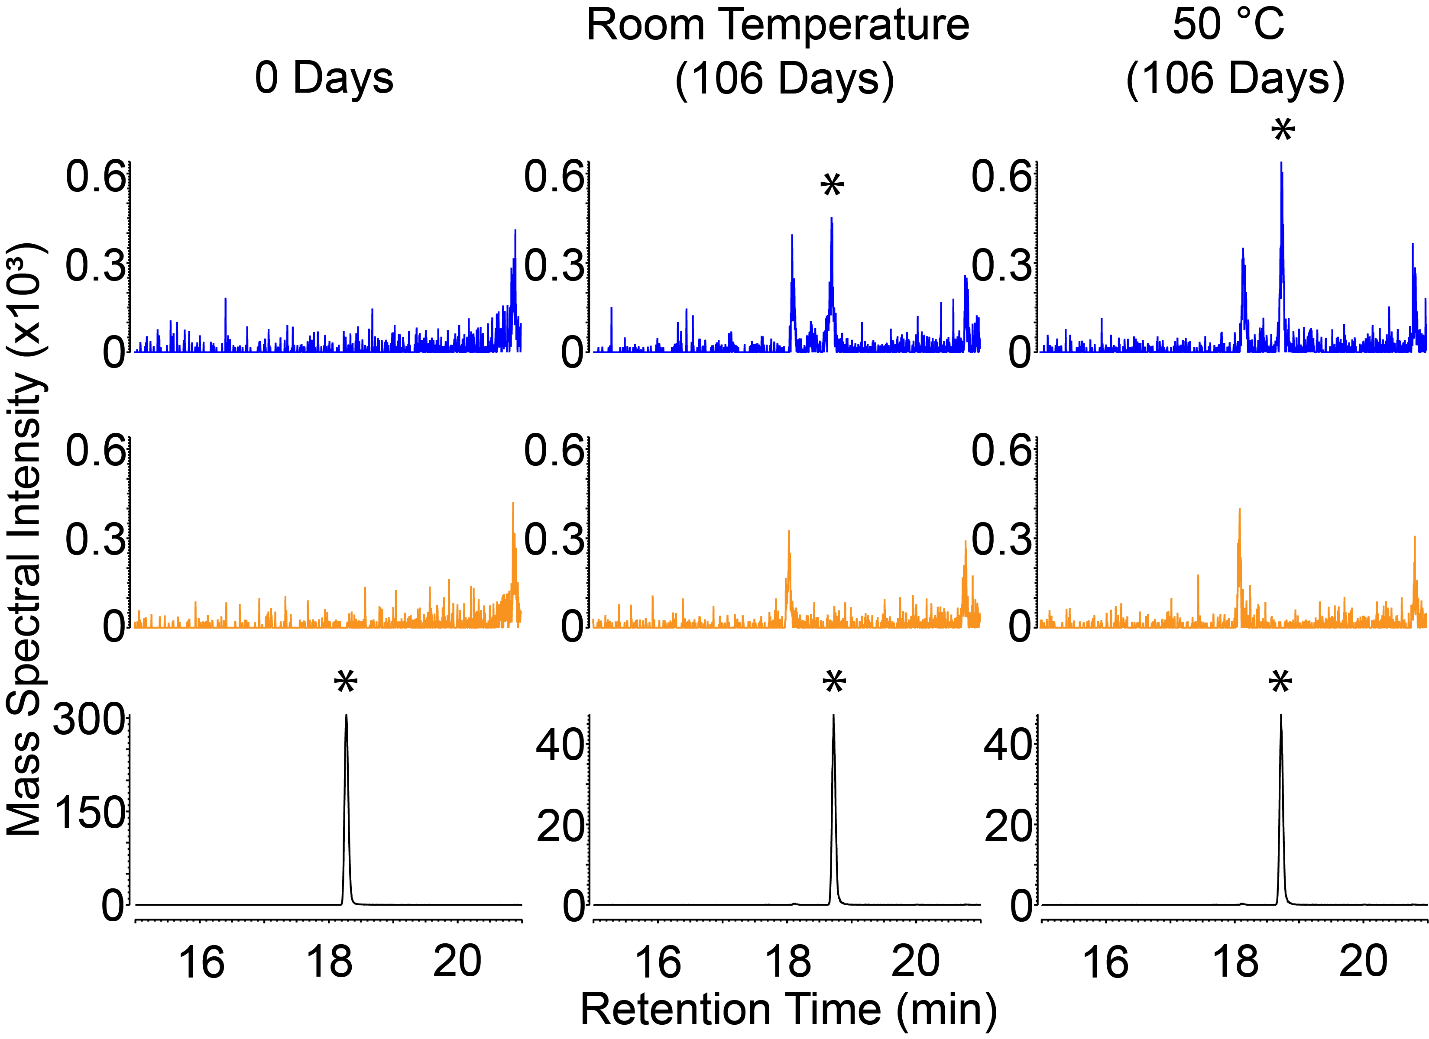 Room Temperature 50 °C
0 Days (106 Days) (106 Days)
* *
0.6 0.6 0.6
0.3 0.3 0.3
0 0 0
Mass Spectral Intensity (x10³)
0.6 0.6 0.6
0.3 0.3 0.3
0 0 0
* * *
300 40 40
150 20 20
0 0 0
16 18 20 16 18 20 16 18 20
Retention Time (min)